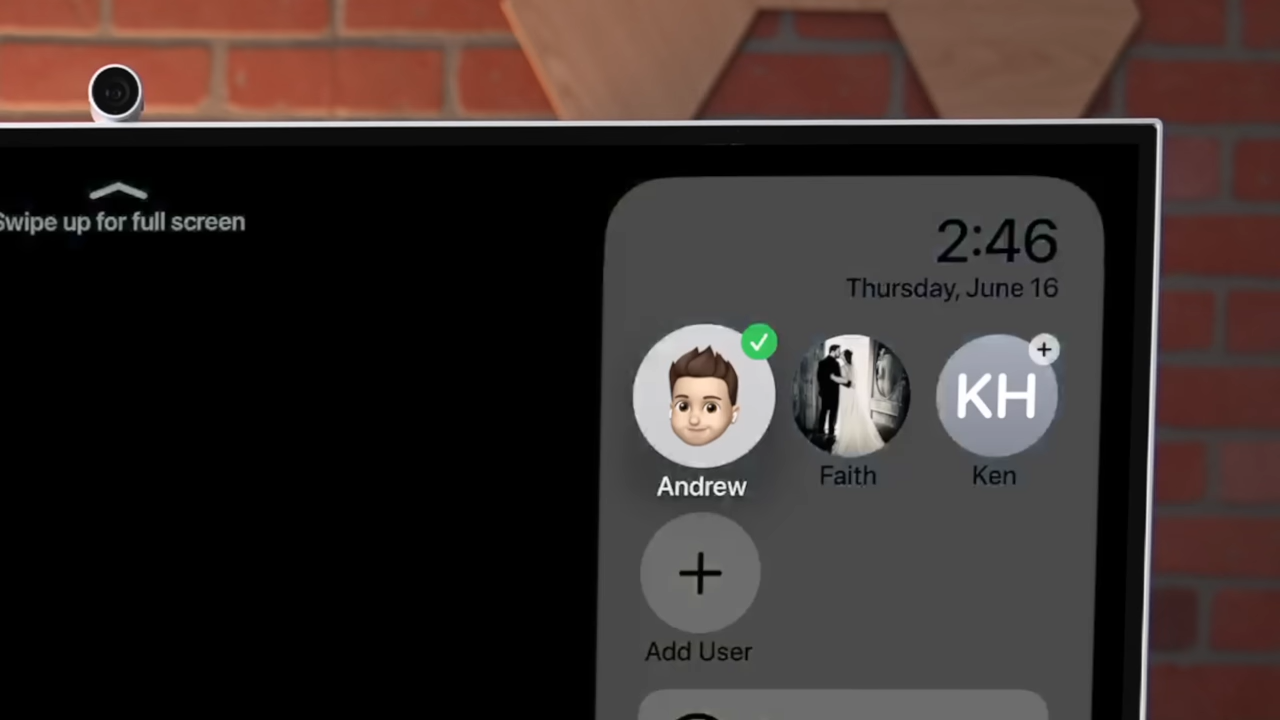 Swipe up for full screen
2:46
Thursday, June 16
KH
Andrew
Faith
Ken
Add User